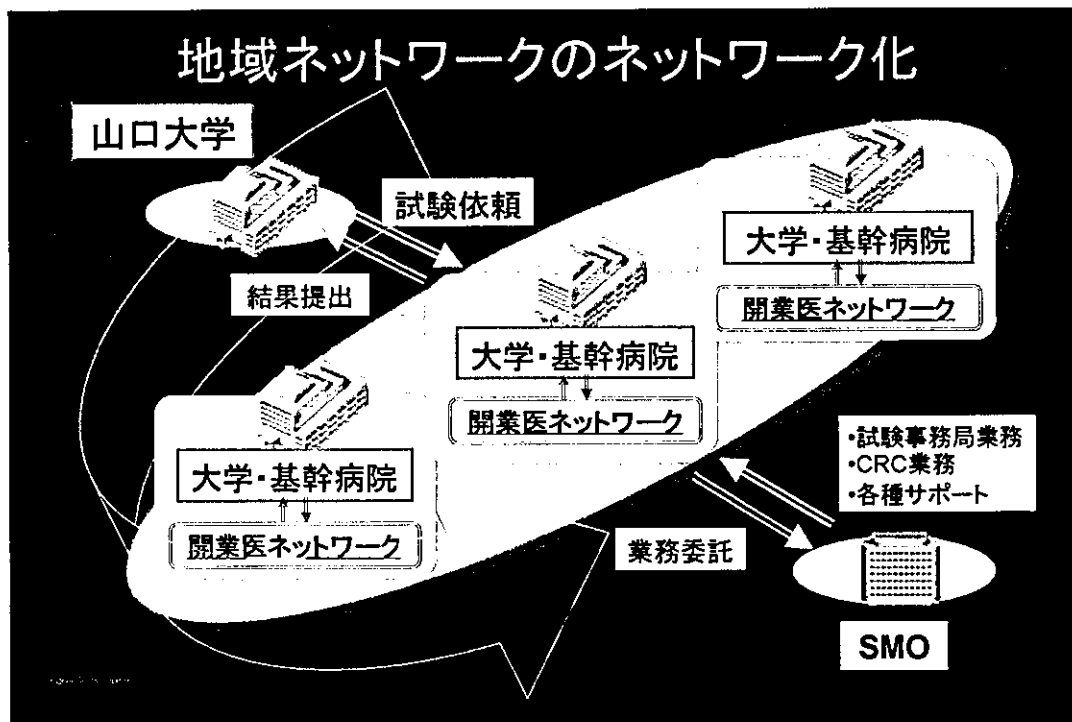 地域ネットワークのネットワーク化
山口大学
試験依頼
結果提出
大学・基幹病院
開業医ネットワーク
大学・基幹病院
開業医ネットワーク
大学・基幹病院
開業医ネットワーク
・試験事務局業務
・CRC業務
・各種サポート
業務委託
SMO